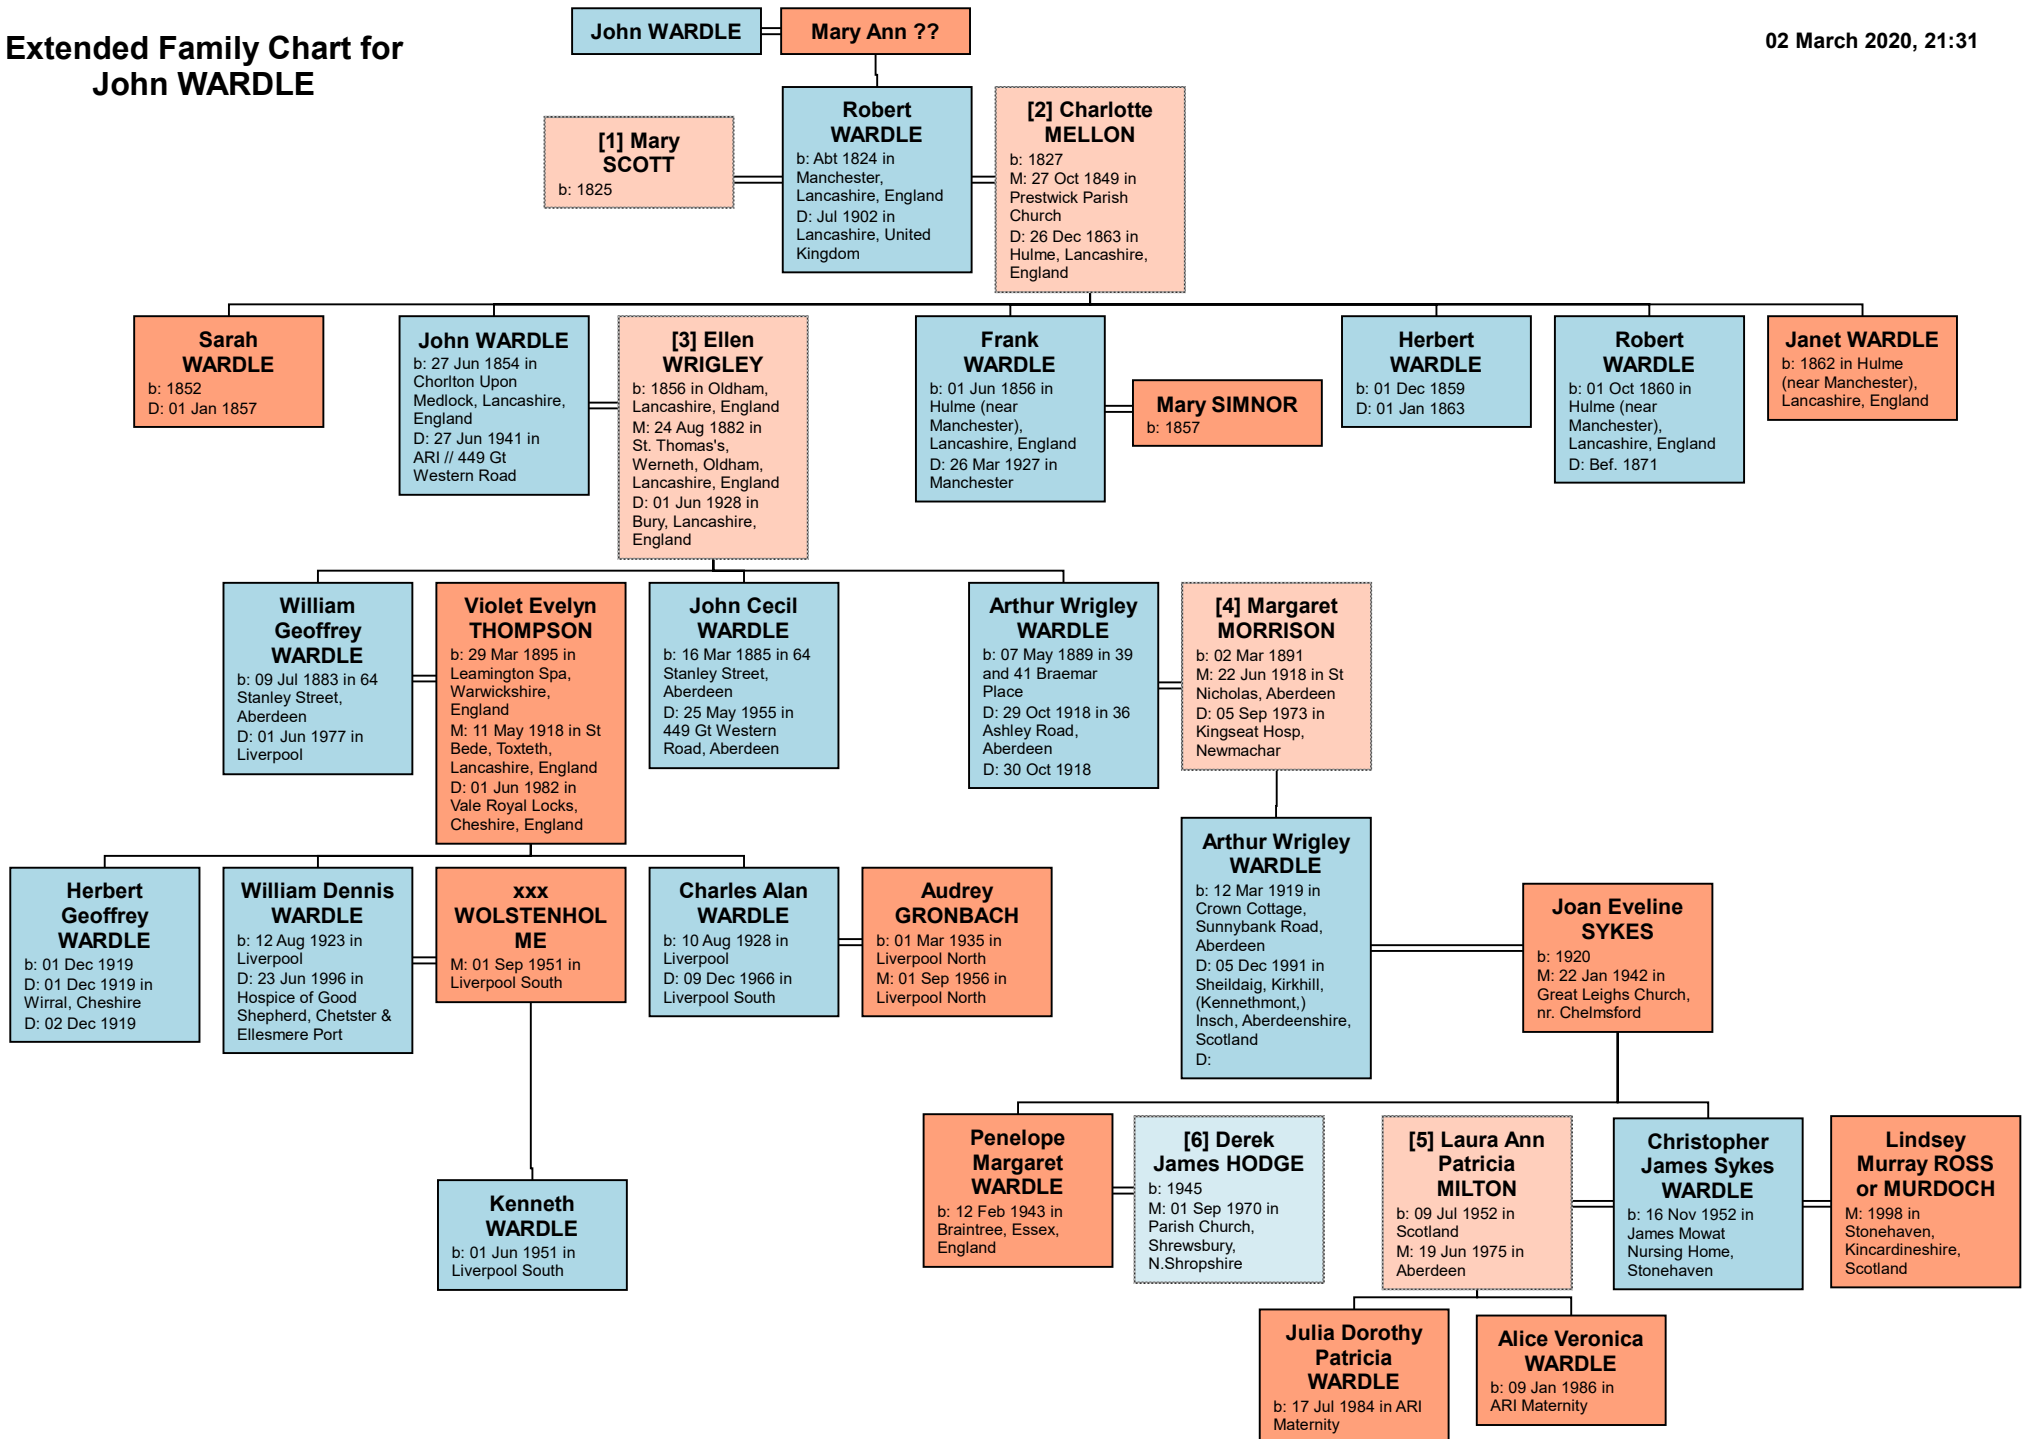 Extended Family Chart for
John WARDLE
02 March 2020, 21:31
John WARDLE
Mary Ann ??
[1] Mary
SCOTT
b: 1825
Robert
WARDLE
b: Abt 1824 in
Manchester,
Lancashire, England
D: Jul 1902 in
Lancashire, United
Kingdom
[2] Charlotte
MELLON
b: 1827
M: 27 Oct 1849 in
Prestwick Parish
Church
D: 26 Dec 1863 in
Hulme, Lancashire,
England
Sarah
WARDLE
b: 1852
D: 01 Jan 1857
John WARDLE
b: 27 Jun 1854 in
Chorlton Upon
Medlock, Lancashire,
England
D: 27 Jun 1941 in
ARI // 449 Gt
Western Road
[3] Ellen
WRIGLEY
b: 1856 in Oldham,
Lancashire, England
M: 24 Aug 1882 in
St. Thomas's,
Werneth, Oldham,
Lancashire, England
D: 01 Jun 1928 in
Bury, Lancashire,
England
Frank
WARDLE
b: 01 Jun 1856 in
Hulme (near
Manchester),
Lancashire, England
D: 26 Mar 1927 in
Manchester
Mary SIMNOR
b: 1857
Herbert
WARDLE
b: 01 Dec 1859
D: 01 Jan 1863
Robert
WARDLE
b: 01 Oct 1860 in
Hulme (near
Manchester),
Lancashire, England
D: Bef. 1871
Janet WARDLE
b: 1862 in Hulme
(near Manchester),
Lancashire, England
William
Geoffrey
WARDLE
b: 09 Jul 1883 in 64
Stanley Street,
Aberdeen
D: 01 Jun 1977 in
Liverpool
Violet Evelyn
THOMPSON
b: 29 Mar 1895 in
Leamington Spa,
Warwickshire,
England
M: 11 May 1918 in St
Bede, Toxteth,
Lancashire, England
D: 01 Jun 1982 in
Vale Royal Locks,
Cheshire, England
John Cecil
WARDLE
b: 16 Mar 1885 in 64
Stanley Street,
Aberdeen
D: 25 May 1955 in
449 Gt Western
Road, Aberdeen
Arthur Wrigley
WARDLE
b: 07 May 1889 in 39
and 41 Braemar
Place
D: 29 Oct 1918 in 36
Ashley Road,
Aberdeen
D: 30 Oct 1918
[4] Margaret
MORRISON
b: 02 Mar 1891
M: 22 Jun 1918 in St
Nicholas, Aberdeen
D: 05 Sep 1973 in
Kingseat Hosp,
Newmachar
Herbert
Geoffrey
WARDLE
b: 01 Dec 1919
D: 01 Dec 1919 in
Wirral, Cheshire
D: 02 Dec 1919
William Dennis
WARDLE
b: 12 Aug 1923 in
Liverpool
D: 23 Jun 1996 in
Hospice of Good
Shepherd, Chetster &
Ellesmere Port
xxx
WOLSTENHOL
ME
M: 01 Sep 1951 in
Liverpool South
Charles Alan
WARDLE
b: 10 Aug 1928 in
Liverpool
D: 09 Dec 1966 in
Liverpool South
Audrey
GRONBACH
b: 01 Mar 1935 in
Liverpool North
M: 01 Sep 1956 in
Liverpool North
Arthur Wrigley
WARDLE
b: 12 Mar 1919 in
Crown Cottage,
Sunnybank Road,
Aberdeen
D: 05 Dec 1991 in
Sheildaig, Kirkhill,
(Kennethmont,)
Insch, Aberdeenshire,
Scotland
D:
Joan Eveline
SYKES
b: 1920
M: 22 Jan 1942 in
Great Leighs Church,
nr. Chelmsford
Kenneth
WARDLE
b: 01 Jun 1951 in
Liverpool South
Penelope
Margaret
WARDLE
b: 12 Feb 1943 in
Braintree, Essex,
England
[6] Derek
James HODGE
b: 1945
M: 01 Sep 1970 in
Parish Church,
Shrewsbury,
N.Shropshire
[5] Laura Ann
Patricia
MILTON
b: 09 Jul 1952 in
Scotland
M: 19 Jun 1975 in
Aberdeen
Christopher
James Sykes
WARDLE
b: 16 Nov 1952 in
James Mowat
Nursing Home,
Stonehaven
Lindsey
Murray ROSS
or MURDOCH
M: 1998 in
Stonehaven,
Kincardineshire,
Scotland
Julia Dorothy
Patricia
WARDLE
b: 17 Jul 1984 in ARI
Maternity
Alice Veronica
WARDLE
b: 09 Jan 1986 in
ARI Maternity